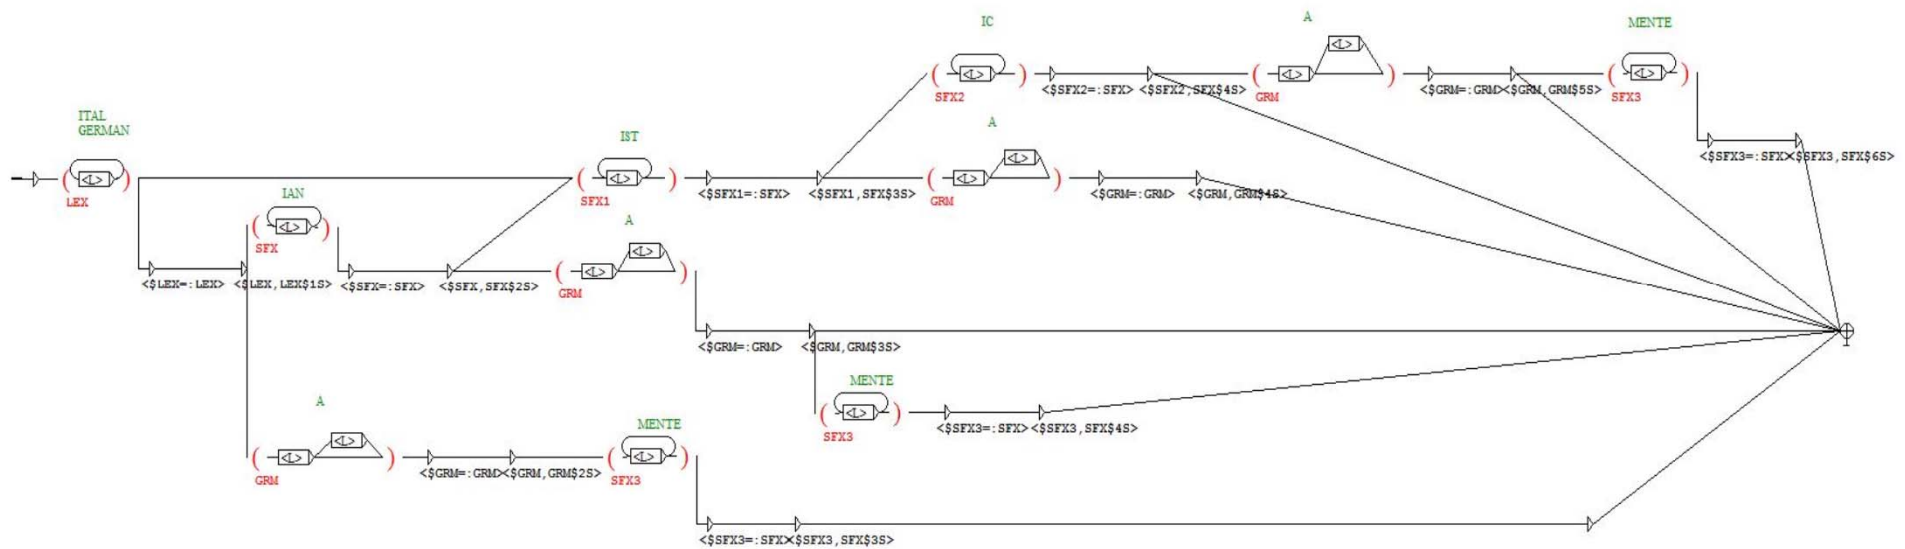 IC
A
MENTE
<L>
<L>
<L>
<L>
( ) ( ) ( )
SFX2
<$SFX2=:SFX>
<$SFX2,SFX$4S>
GRM
<$GRM=:GRM>
<$GRM,GRM$5S>
SFX3
ITAL
GERMAN
IST
A
<L>
<L>
<L>
<L>
( ) ( ) ( )
<$SFX3=:SFX>
<$SFX3,SFX$6S>
LEX
IAN
SFX1
<$SFX1=:SFX>
<$SFX1,SFX$3S>
GRM
<$GRM=:GRM>
<$GRM,GRM$4S>
<L>
( )
SFX
A
<L>
<L>
( )
<$LEX=:LEX>
<$LEX,LEX$1S>
<$SFX=:SFX>
<$SFX,SFX$2S>
GRM
<$GRM=:GRM>
<$GRM,GRM$3S>
MENTE
<L>
( )
SFX3
<$SFX3=:SFX>
<$SFX3,SFX$4S>
A
MENTE
<L>
<L>
<L>
( ) ( )
GRM
<$GRM=:GRM>
<$GRM,GRM$2S>
SFX3
<$SFX3=:SFX>
<$SFX3,SFX$3S>